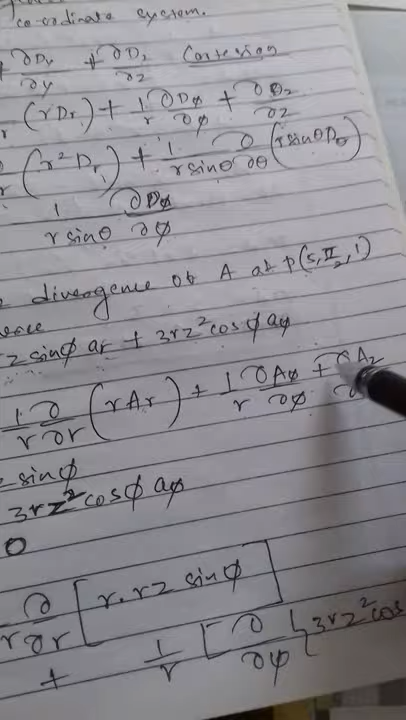 co-ordinate system.
∂Dy/∂y + ∂Dz/∂z Cartesian
(rDr) + 1/r ∂Dφ/∂φ + ∂Dz/∂z
(r²Dr) + 1/r sinθ ∂/∂θ (r sinθDθ)
1/r sinθ ∂Dφ/∂φ
divergence of A at P(5, π/2, 1)
z sinφ ar + 3rz² cosφ aφ
1/r ∂/∂r (rAr) + 1/r ∂Aφ/∂φ + ∂Az
z sinφ
3rz² cosφ aφ
0
∂/r∂r [r.rz sinφ]
+ 1/r [∂/∂φ {3rz² cos